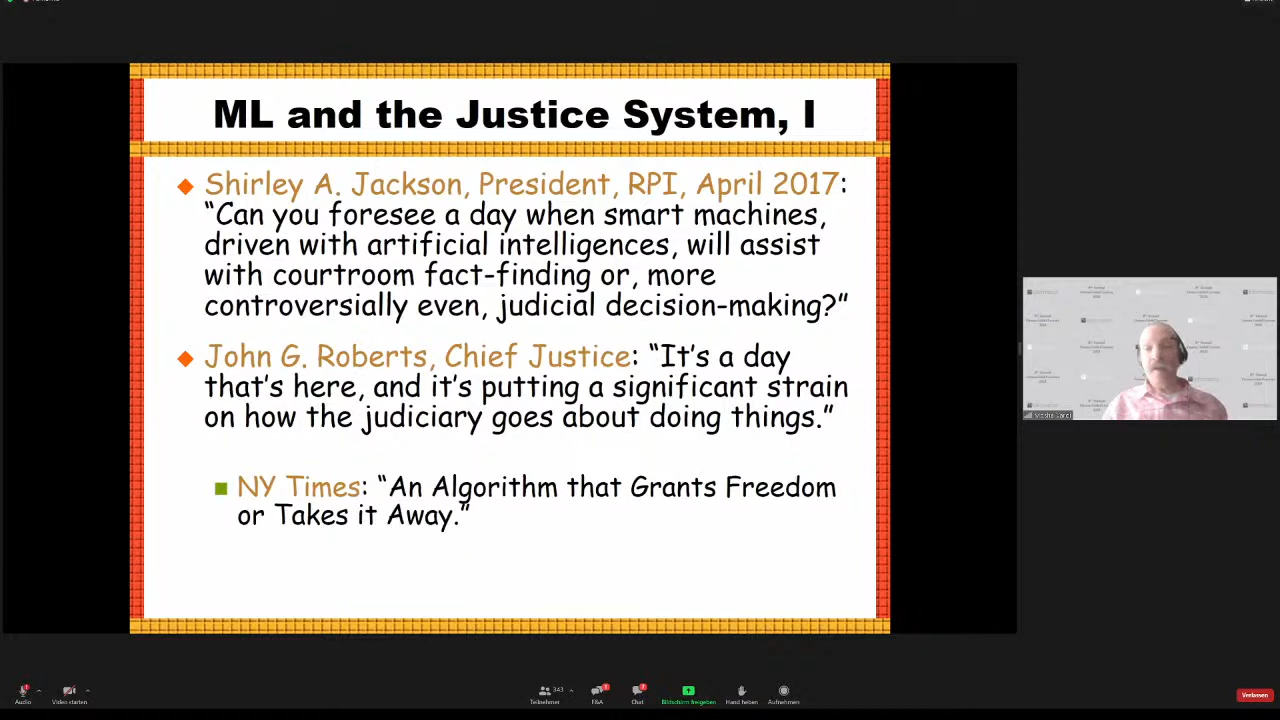 ML and the Justice System, I
Shirley A. Jackson, President, RPI, April 2017:
“Can you foresee a day when smart machines,
driven with artificial intelligences, will assist
with courtroom fact-finding or, more
controversially even, judicial decision-making?”
John G. Roberts, Chief Justice: “It’s a day
that’s here, and it’s putting a significant strain
on how the judiciary goes about doing things.”
NY Times: “An Algorithm that Grants Freedom
or Takes it Away.”
Audio
Video starten
343
Teilnehmer
F&A
Chat
Bildschirm freigeben
Hand heben
Aufnehmen
Verlassen